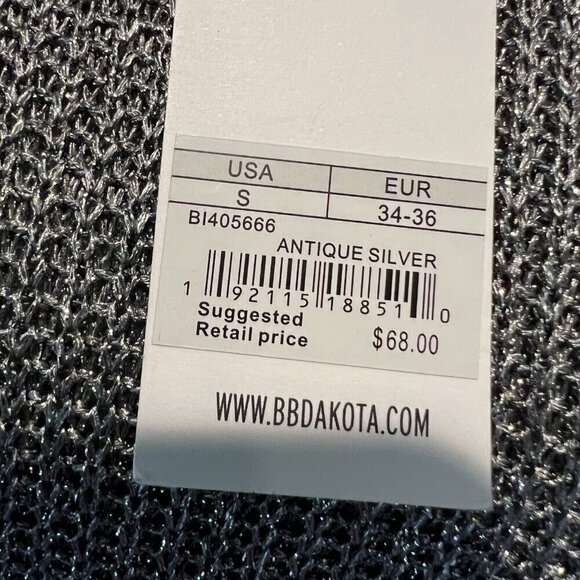 USA EUR
S 34-36
BI405666
ANTIQUE SILVER
1 92115 18851 0
Suggested
Retail price $68.00
WWW.BBDAKOTA.COM